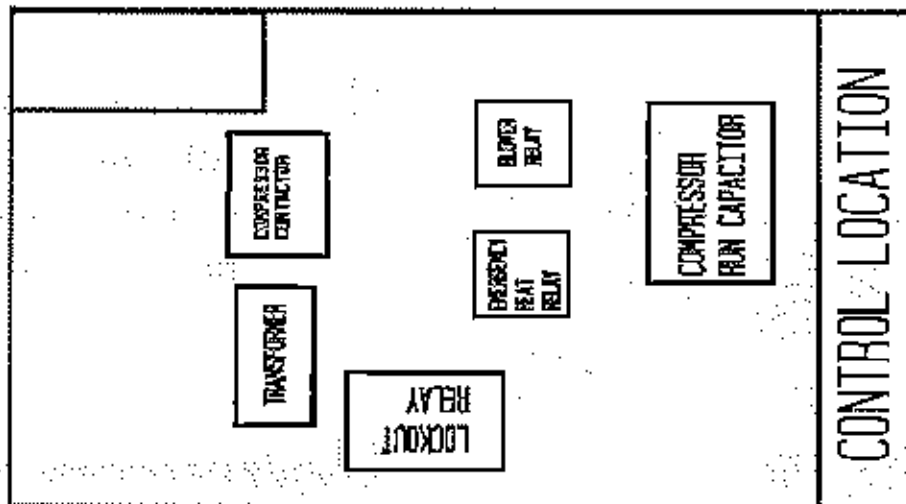 COMPRESSOR
CONTACTOR
BLOWER
RELAY
COMPRESSOR
RUN CAPACITOR
TRANSFORMER
EMERGENCY
HEAT
RELAY
LOCKOUT
RELAY
CONTROL LOCATION